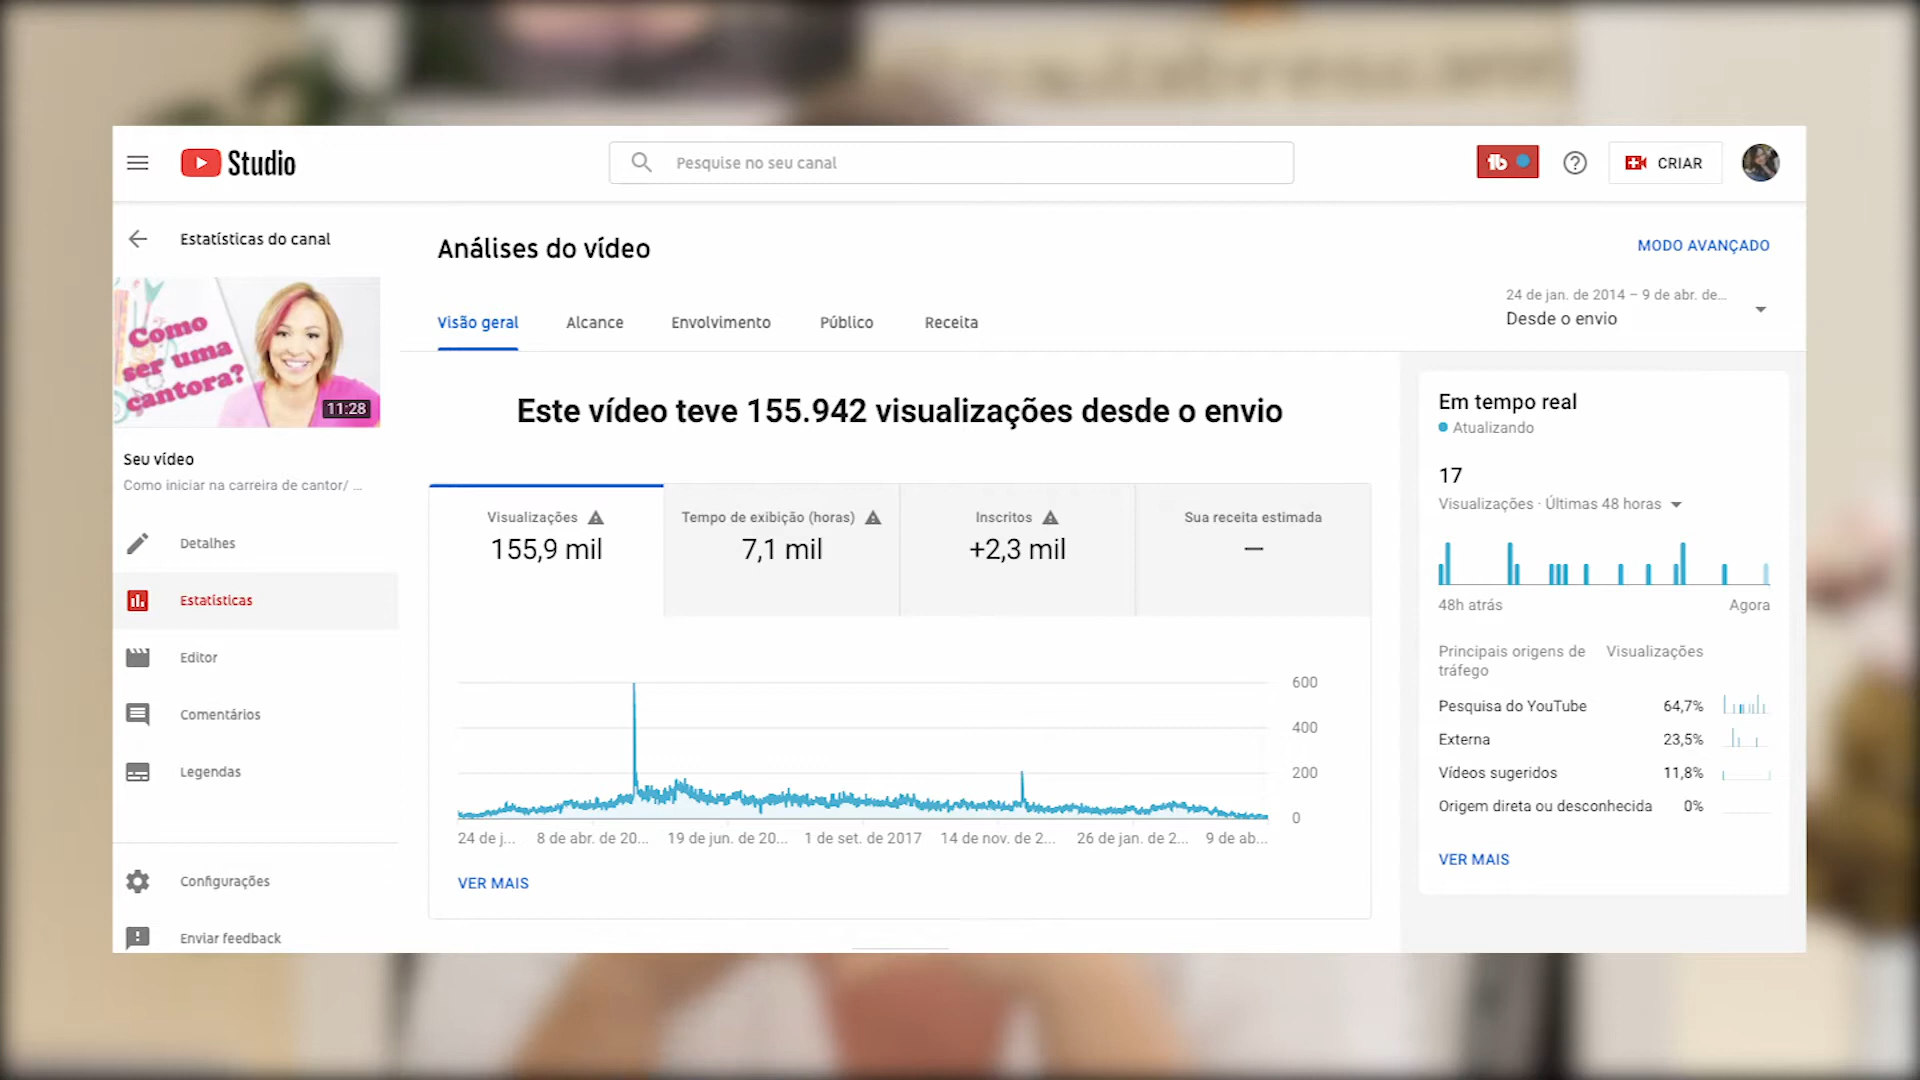 Studio
Pesquise no seu canal
CRIAR
Estatísticas do canal
Como
ser uma
cantora?
11:28
Seu vídeo
Como iniciar na carreira de cantor/ ...
Detalhes
Estatísticas
Editor
Comentários
Legendas
Configurações
Enviar feedback
Análises do vídeo
MODO AVANÇADO
24 de jan. de 2014 – 9 de abr. de...
Desde o envio
Visão geral
Alcance
Envolvimento
Público
Receita
Este vídeo teve 155.942 visualizações desde o envio
Visualizações
155,9 mil
Tempo de exibição (horas)
7,1 mil
Inscritos
+2,3 mil
Sua receita estimada
—
600
400
200
0
24 de j...
8 de abr. de 20...
19 de jun. de 20...
1 de set. de 2017
14 de nov. de 2...
26 de jan. de 2...
9 de ab...
VER MAIS
Em tempo real
Atualizando
17
Visualizações · Últimas 48 horas
48h atrás
Agora
Principais origens de tráfego
Visualizações
Pesquisa do YouTube 64,7%
Externa 23,5%
Vídeos sugeridos 11,8%
Origem direta ou desconhecida 0%
VER MAIS